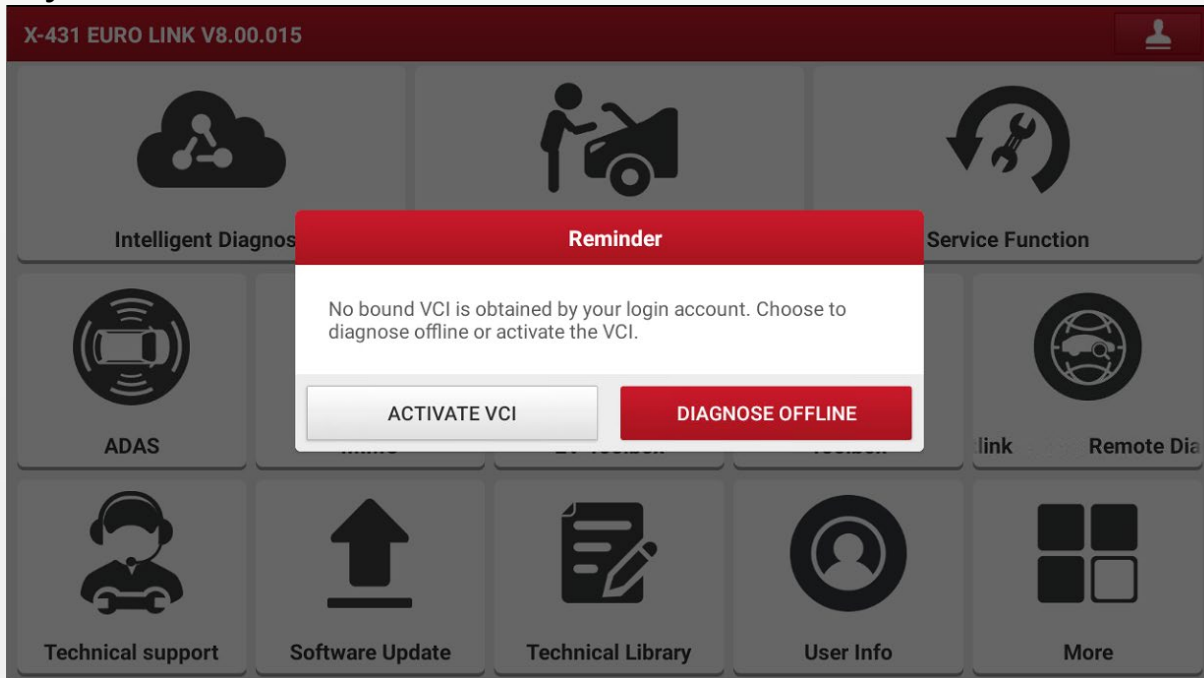 X-431 EURO LINK V8.00.015
Intelligent Diagnos
Service Function
Reminder
No bound VCI is obtained by your login account. Choose to
diagnose offline or activate the VCI.
ACTIVATE VCI
DIAGNOSE OFFLINE
ADAS
link
Remote Dia
Technical support
Software Update
Technical Library
User Info
More